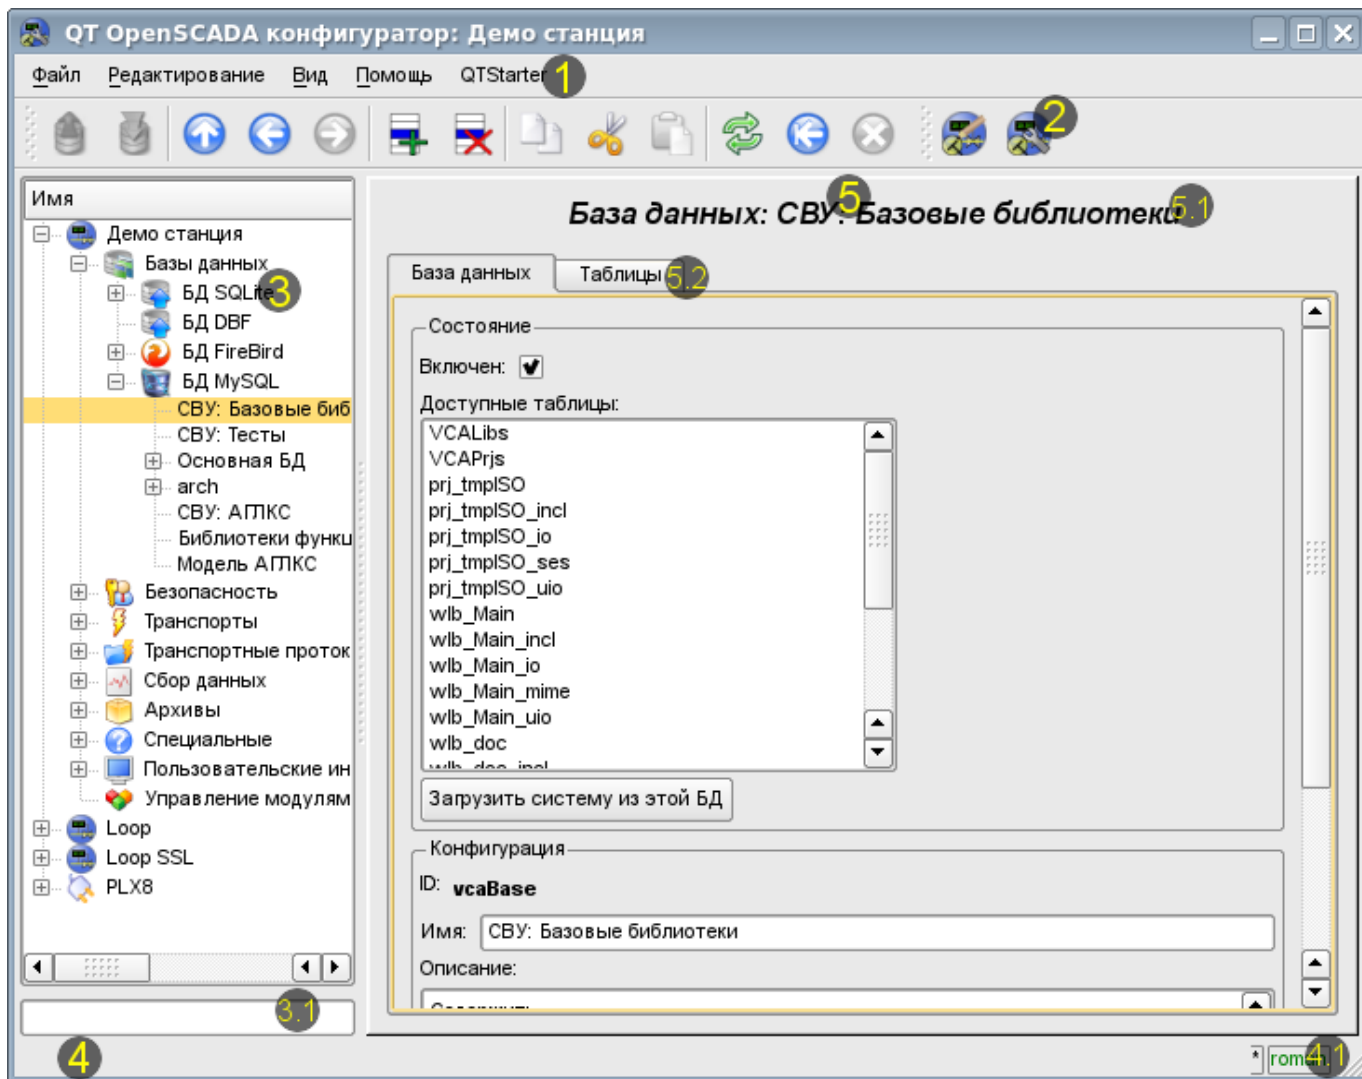 QT OpenSCADA конфигуратор: Демо станция
Файл Редактирование Вид Помощь QTStarter 1
2
Имя
Демо станция
Базы данных
3
БД SQLite
БД DBF
БД FireBird
БД MySQL
СВУ: Базовые биб
СВУ: Тесты
Основная БД
arch
СВУ: АГЛКС
Библиотеки функц
Модель АГЛКС
Безопасность
Транспорты
Транспортные проток
Сбор данных
Архивы
Специальные
Пользовательские ин
Управление модулям
Loop
Loop SSL
PLX8
3.1
4
5
База данных: СВУ: Базовые библиотеки 5.1
База данных Таблицы 5.2
Состояние
Включен:
Доступные таблицы:
VCALibs
VCAPrjs
prj_tmplSO
prj_tmplSO_incl
prj_tmplSO_io
prj_tmplSO_ses
prj_tmplSO_uio
wlb_Main
wlb_Main_incl
wlb_Main_io
wlb_Main_mime
wlb_Main_uio
wlb_doc
wlb_doc_incl
Загрузить систему из этой БД
Конфигурация
ID: vcaBase
Имя: СВУ: Базовые библиотеки
Описание:
* roman 4.1